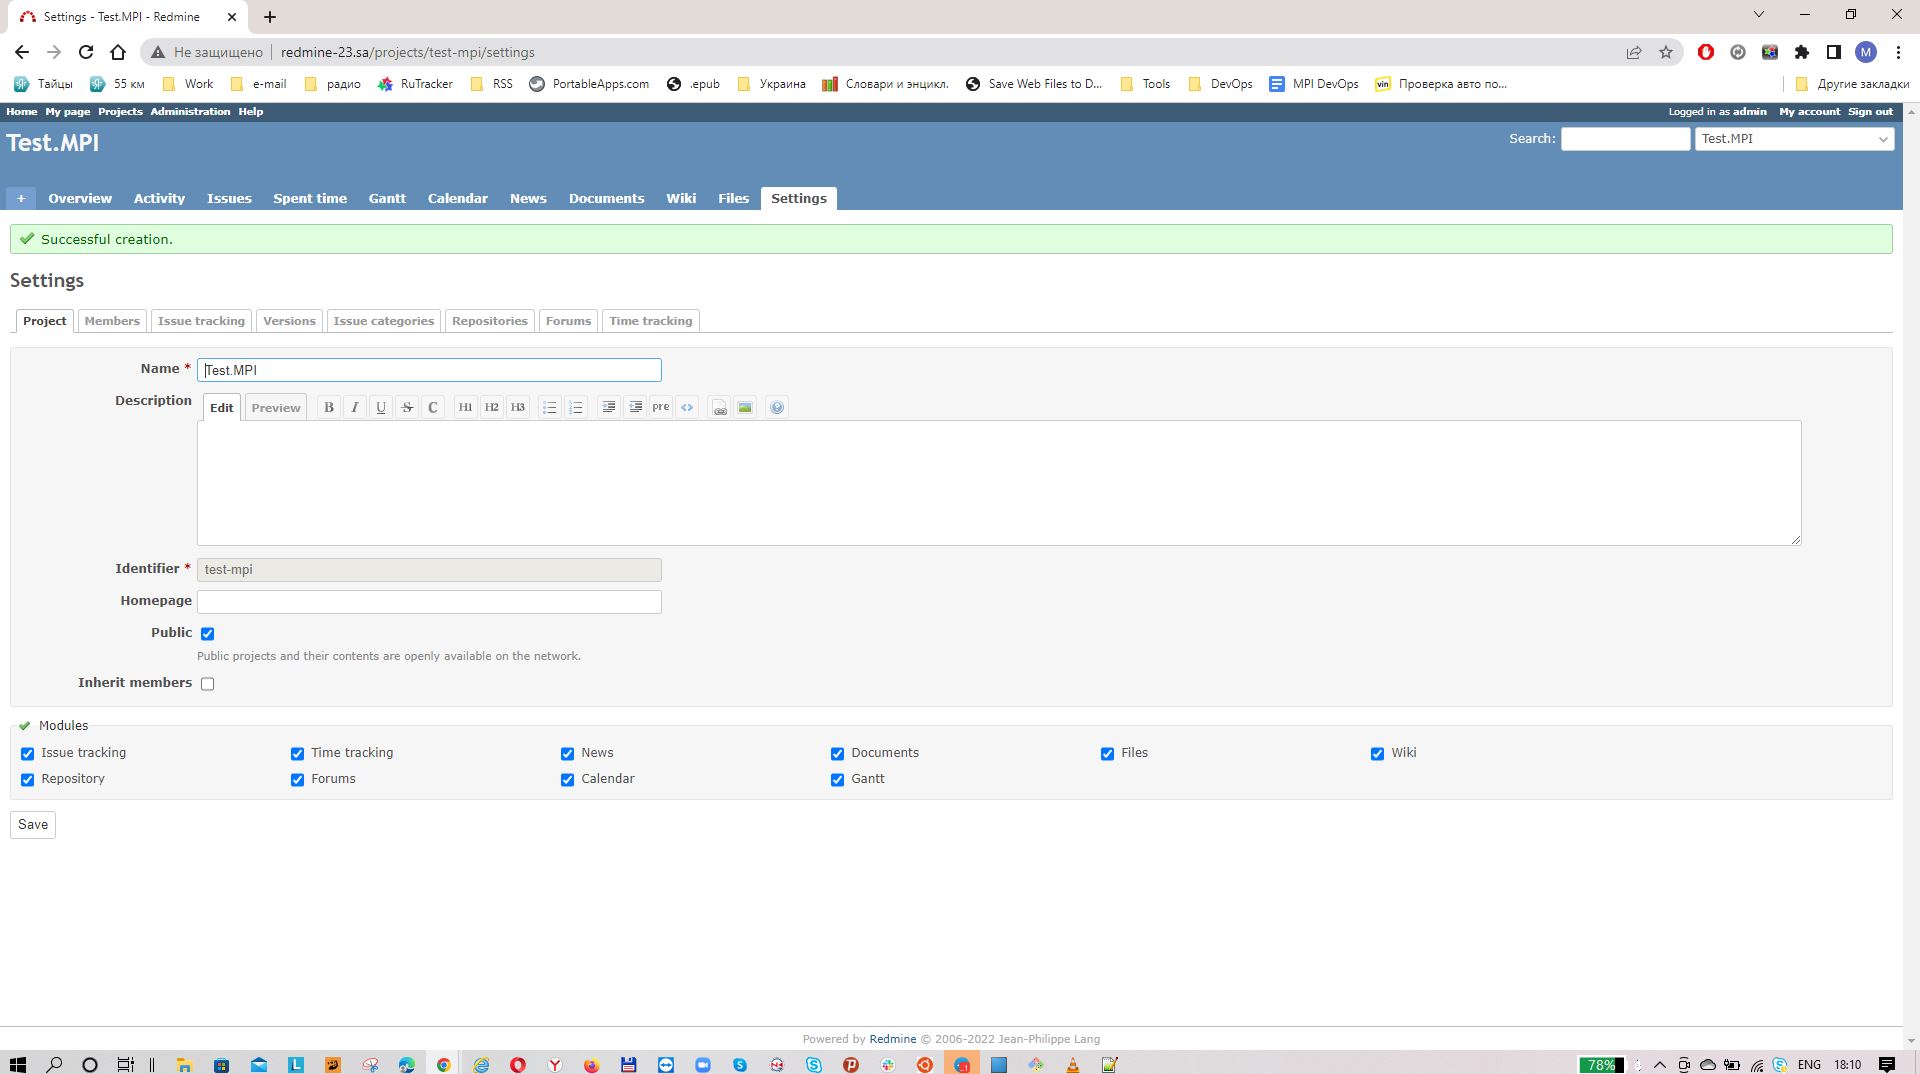 Settings - Test.MPI - Redmine
Не защищено redmine-23.sa/projects/test-mpi/settings M
Тайцы 55 км Work e-mail радио RuTracker RSS PortableApps.com .epub Украина Словари и энцикл. Save Web Files to D... Tools DevOps MPI DevOps vin Проверка авто по... Другие закладки
Home My page Projects Administration Help Logged in as admin My account Sign out
Test.MPI Search: Test.MPI
+ Overview Activity Issues Spent time Gantt Calendar News Documents Wiki Files Settings
Successful creation.
Settings
Project Members Issue tracking Versions Issue categories Repositories Forums Time tracking
Name * Test.MPI
Description Edit Preview B I U S C H1 H2 H3 pre <> ?
Identifier * test-mpi
Homepage
Public
Public projects and their contents are openly available on the network.
Inherit members
Modules
Issue tracking Time tracking News Documents Files Wiki
Repository Forums Calendar Gantt
Save
Powered by Redmine © 2006-2022 Jean-Philippe Lang
78% ENG 18:10